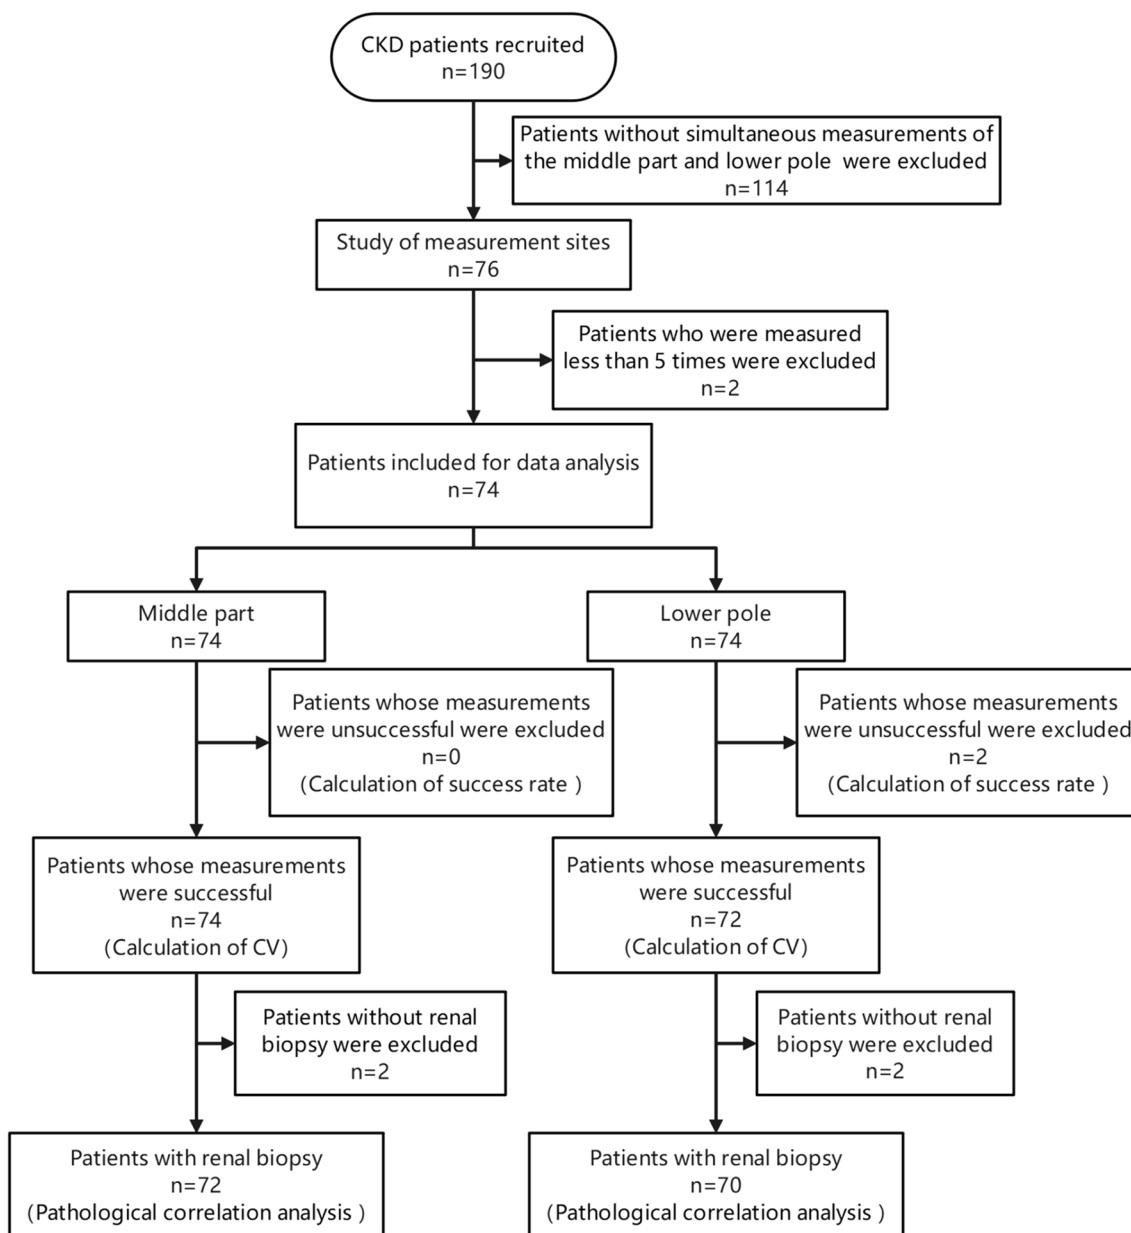 CKD patients recruited
n=190
Patients without simultaneous measurements of
the middle part and lower pole were excluded
n=114
Study of measurement sites
n=76
Patients who were measured
less than 5 times were excluded
n=2
Patients included for data analysis
n=74
Middle part
n=74
Lower pole
n=74
Patients whose measurements
were unsuccessful were excluded
n=0
(Calculation of success rate )
Patients whose measurements
were unsuccessful were excluded
n=2
(Calculation of success rate )
Patients whose measurements
were successful
n=74
(Calculation of CV)
Patients whose measurements
were successful
n=72
(Calculation of CV)
Patients without renal
biopsy were excluded
n=2
Patients without renal
biopsy were excluded
n=2
Patients with renal biopsy
n=72
(Pathological correlation analysis )
Patients with renal biopsy
n=70
(Pathological correlation analysis )